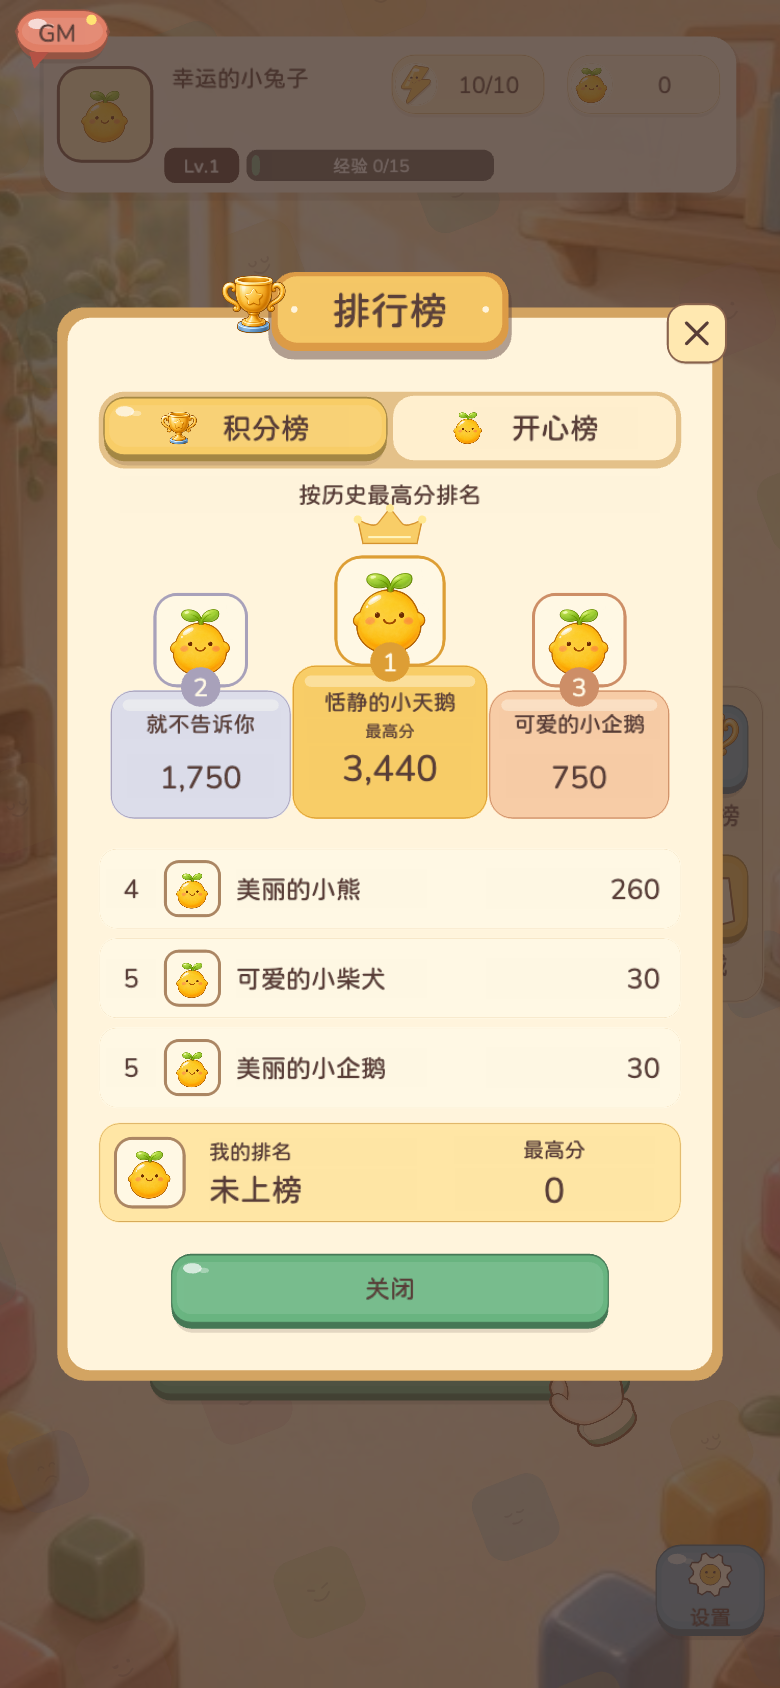 GM
幸运的小兔子
10/10
0
Lv.1
经验 0/15
排行榜
积分榜
开心榜
按历史最高分排名
1
恬静的小天鹅
最高分
3,440
2
就不告诉你
1,750
3
可爱的小企鹅
750
4 美丽的小熊 260
5 可爱的小柴犬 30
5 美丽的小企鹅 30
我的排名
未上榜
最高分
0
关闭
榜
设置